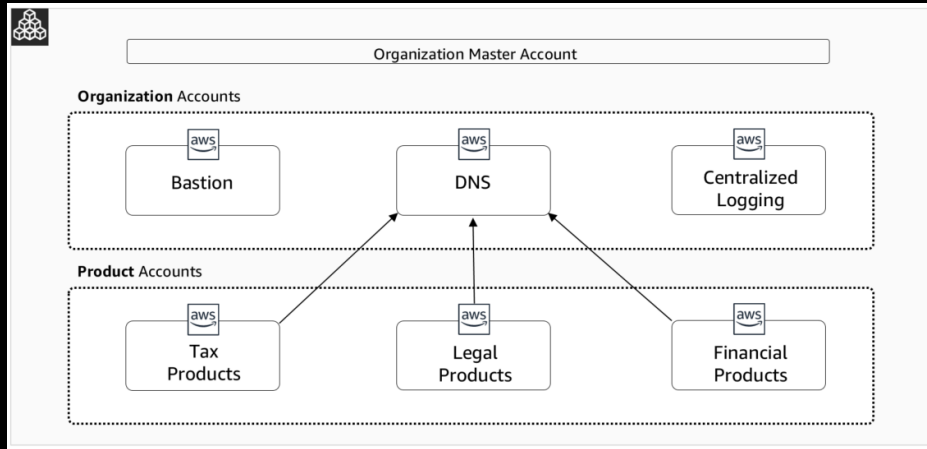 Organization Master Account
Organization Accounts
aws
aws
aws
Bastion
DNS
Centralized
Logging
Product Accounts
aws
aws
aws
Tax
Products
Legal
Products
Financial
Products